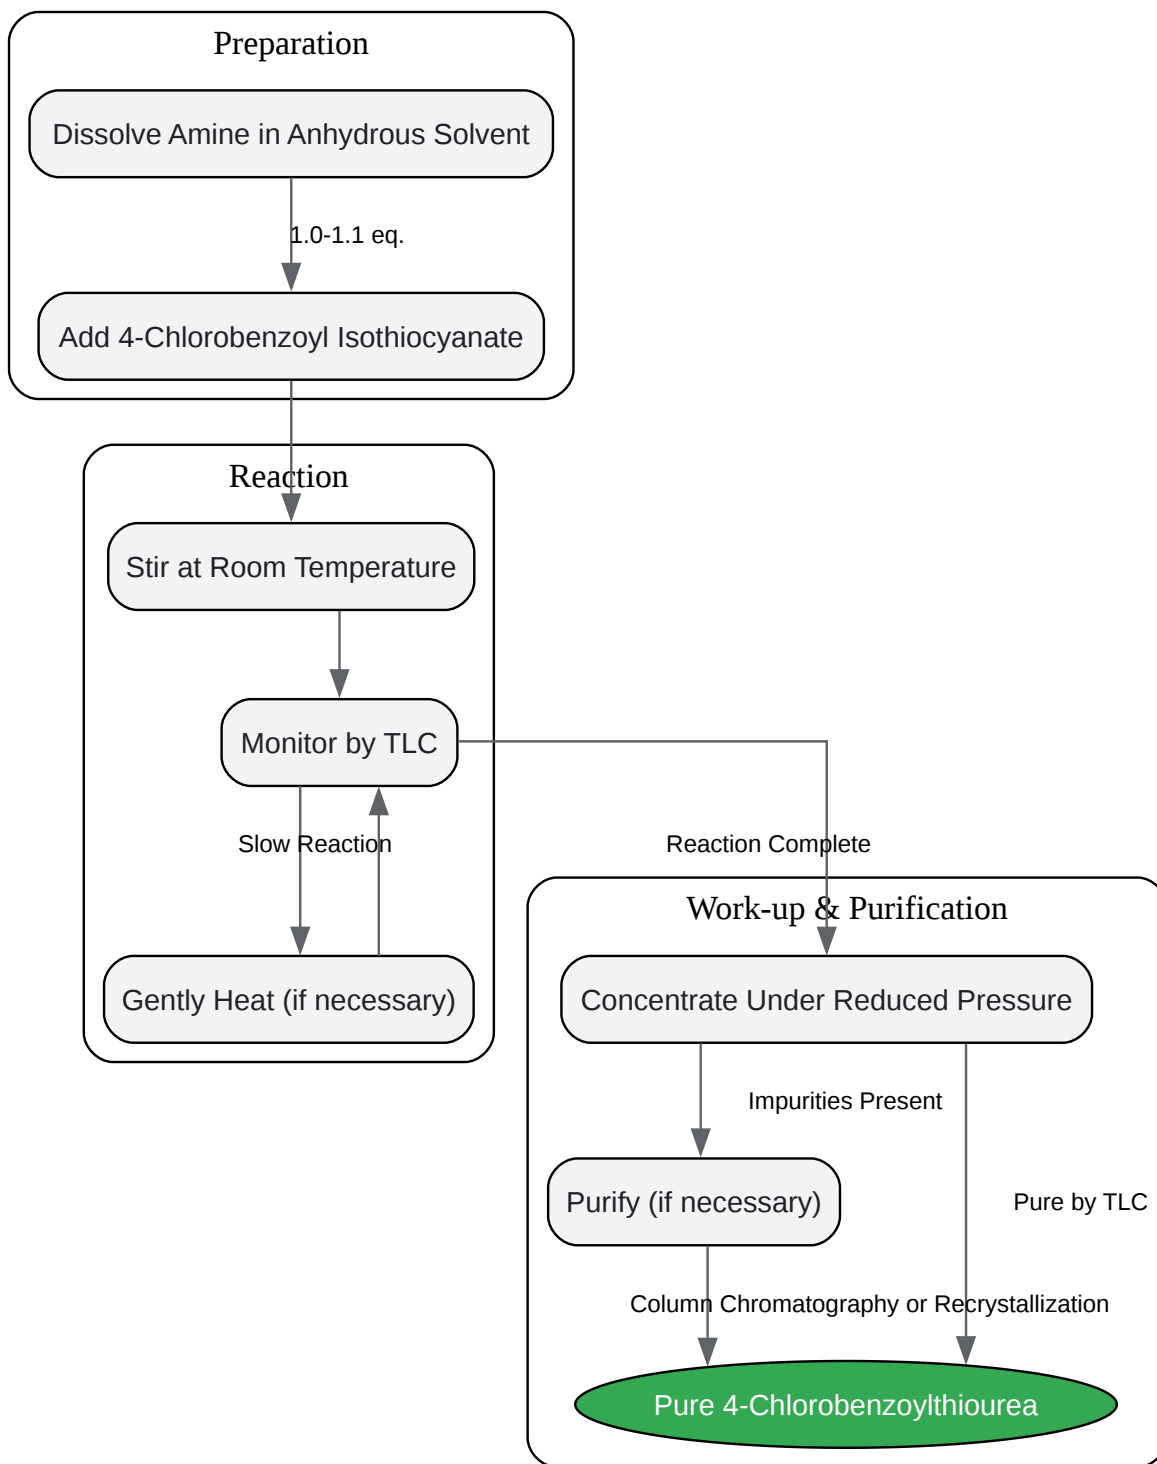 Preparation
Dissolve Amine in Anhydrous Solvent
1.0-1.1 eq.
Add 4-Chlorobenzoyl Isothiocyanate
Reaction
Stir at Room Temperature
Monitor by TLC
Slow Reaction
Gently Heat (if necessary)
Reaction Complete
Work-up & Purification
Concentrate Under Reduced Pressure
Impurities Present
Purify (if necessary)
Pure by TLC
Column Chromatography or Recrystallization
Pure 4-Chlorobenzoylthiourea